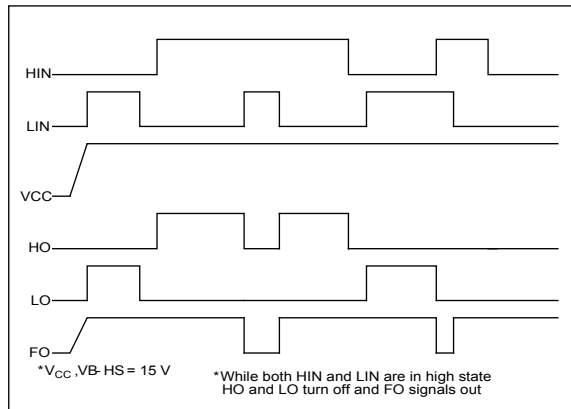 HIN
LIN
VCC
HO
LO
FO
*VCC ,VB- HS = 15 V
*While both HIN and LIN are in high state
HO and LO turn off and FO signals out